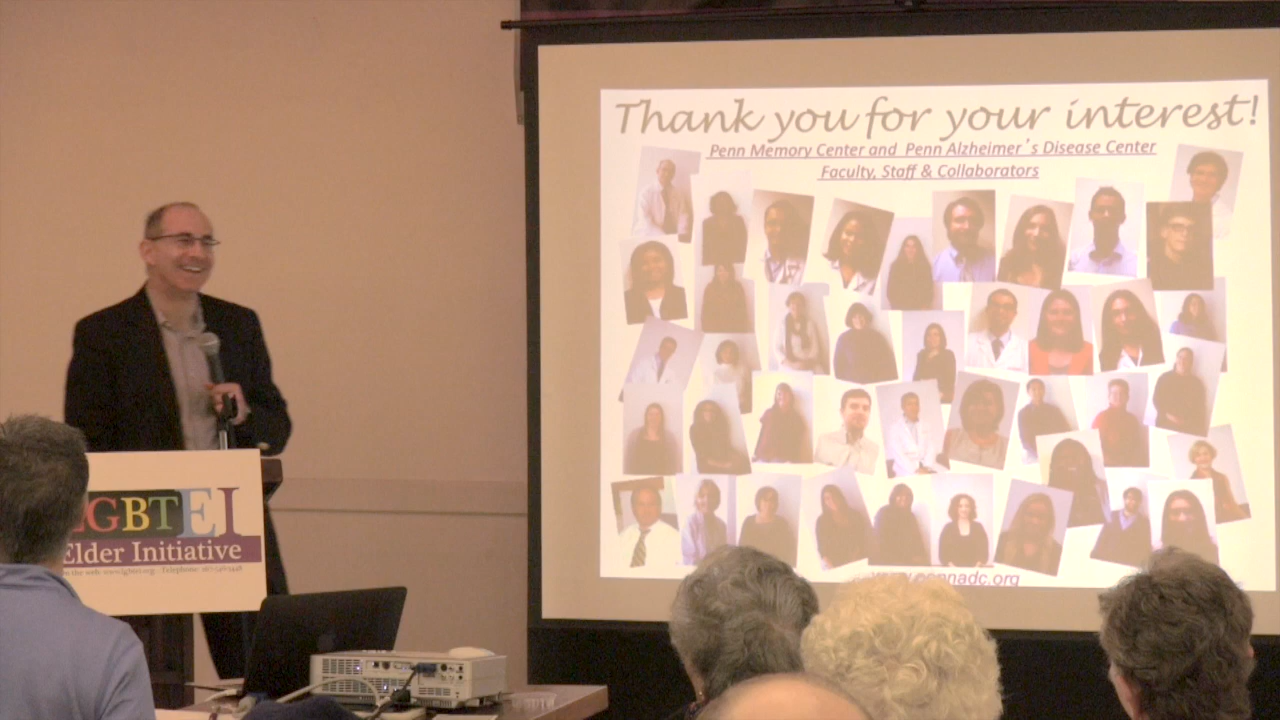 Thank you for your interest!
Penn Memory Center and Penn Alzheimer's Disease Center
Faculty, Staff & Collaborators
LGBTEI
Elder Initiative